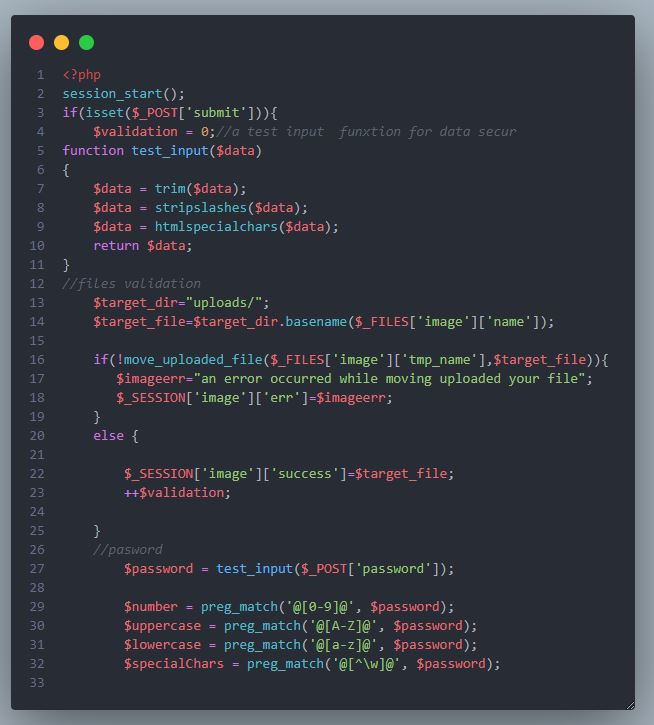 1 <?php
2 session_start();
3 if(isset($_POST['submit'])){
4     $validation = 0;//a test input  funxtion for data secur
5 function test_input($data)
6 {
7     $data = trim($data);
8     $data = stripslashes($data);
9     $data = htmlspecialchars($data);
10     return $data;
11 }
12 //files validation
13     $target_dir="uploads/";
14     $target_file=$target_dir.basename($_FILES['image']['name']);
15
16     if(!move_uploaded_file($_FILES['image']['tmp_name'],$target_file)){
17        $imageerr="an error occurred while moving uploaded your file";
18        $_SESSION['image']['err']=$imageerr;
19     }
20     else {
21
22         $_SESSION['image']['success']=$target_file;
23         ++$validation;
24
25     }
26     //pasword
27         $password = test_input($_POST['password']);
28
29         $number = preg_match('@[0-9]@', $password);
30         $uppercase = preg_match('@[A-Z]@', $password);
31         $lowercase = preg_match('@[a-z]@', $password);
32         $specialChars = preg_match('@[^\w]@', $password);
33